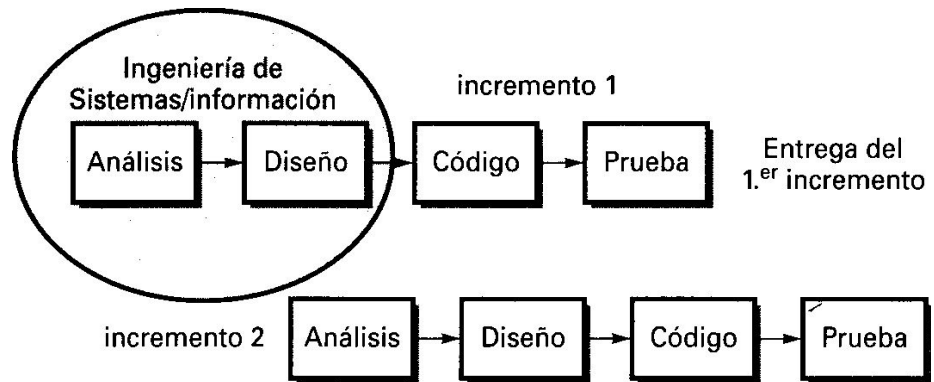 Ingeniería de
Sistemas/información
incremento 1
Análisis
Diseño
Código
Prueba
Entrega del
1.er incremento
incremento 2
Análisis
Diseño
Código
Prueba